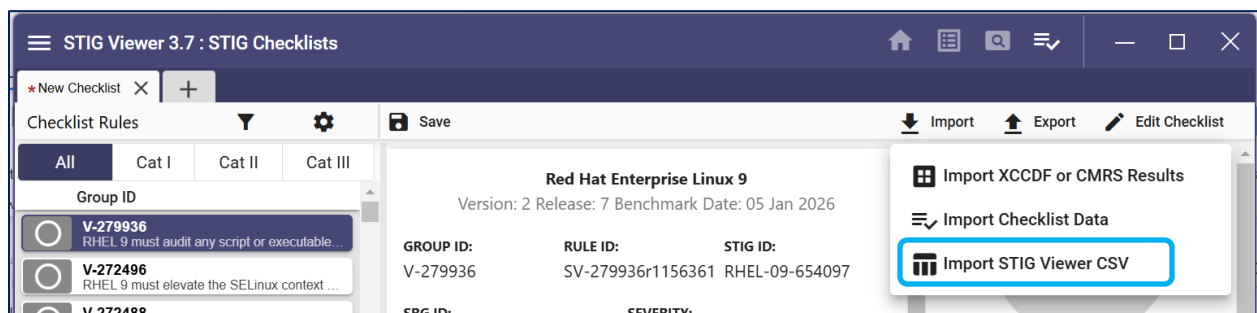 STIG Viewer 3.7 : STIG Checklists
*New Checklist
Checklist Rules
Save
Import
Export
Edit Checklist
All
Cat I
Cat II
Cat III
Group ID
V-279936
RHEL 9 must audit any script or executable...
V-272496
RHEL 9 must elevate the SELinux context ...
V-272488
Red Hat Enterprise Linux 9
Version: 2 Release: 7 Benchmark Date: 05 Jan 2026
GROUP ID:
RULE ID:
STIG ID:
V-279936
SV-279936r1156361
RHEL-09-654097
SRG ID:
SEVERITY:
Import XCCDF or CMRS Results
Import Checklist Data
Import STIG Viewer CSV